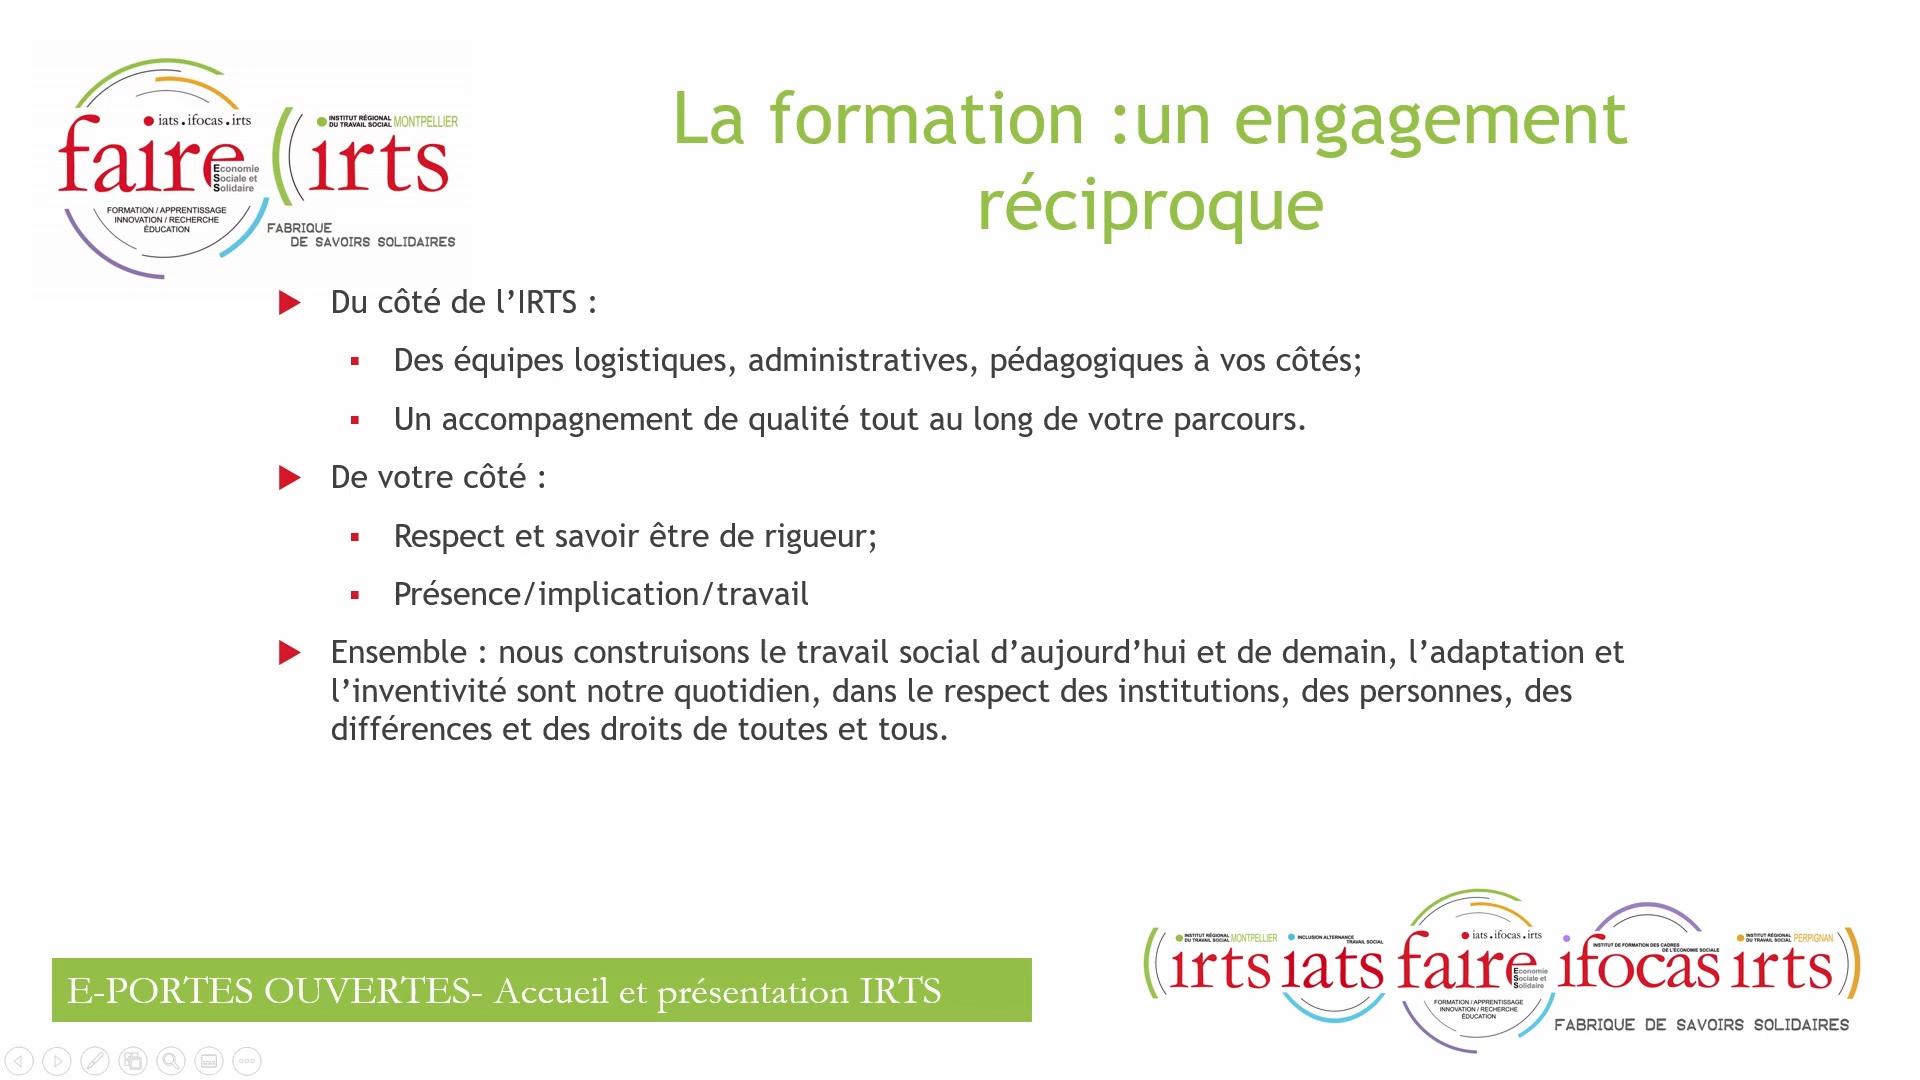 iats.ifocas.irts
faire
Economie
Sociale et
Solidaire
FORMATION / APPRENTISSAGE
INNOVATION / RECHERCHE
ÉDUCATION
INSTITUT RÉGIONAL
DU TRAVAIL SOCIAL MONTPELLIER
irts
FABRIQUE
DE SAVOIRS SOLIDAIRES
La formation :un engagement
réciproque
Du côté de l’IRTS :
Des équipes logistiques, administratives, pédagogiques à vos côtés;
Un accompagnement de qualité tout au long de votre parcours.
De votre côté :
Respect et savoir être de rigueur;
Présence/implication/travail
Ensemble : nous construisons le travail social d’aujourd’hui et de demain, l’adaptation et
l’inventivité sont notre quotidien, dans le respect des institutions, des personnes, des
différences et des droits de toutes et tous.
E-PORTES OUVERTES- Accueil et présentation IRTS
INSTITUT RÉGIONAL
DU TRAVAIL SOCIAL MONTPELLIER
irts
INCLUSION ALTERNANCE
TRAVAIL SOCIAL
iats
iats.ifocas.irts
faire
Economie
Sociale et
Solidaire
FORMATION / APPRENTISSAGE
INNOVATION / RECHERCHE
ÉDUCATION
INSTITUT DE FORMATION DES CADRES
DE L'ÉCONOMIE SOCIALE
ifocas
INSTITUT RÉGIONAL
DU TRAVAIL SOCIAL PERPIGNAN
irts
FABRIQUE DE SAVOIRS SOLIDAIRES